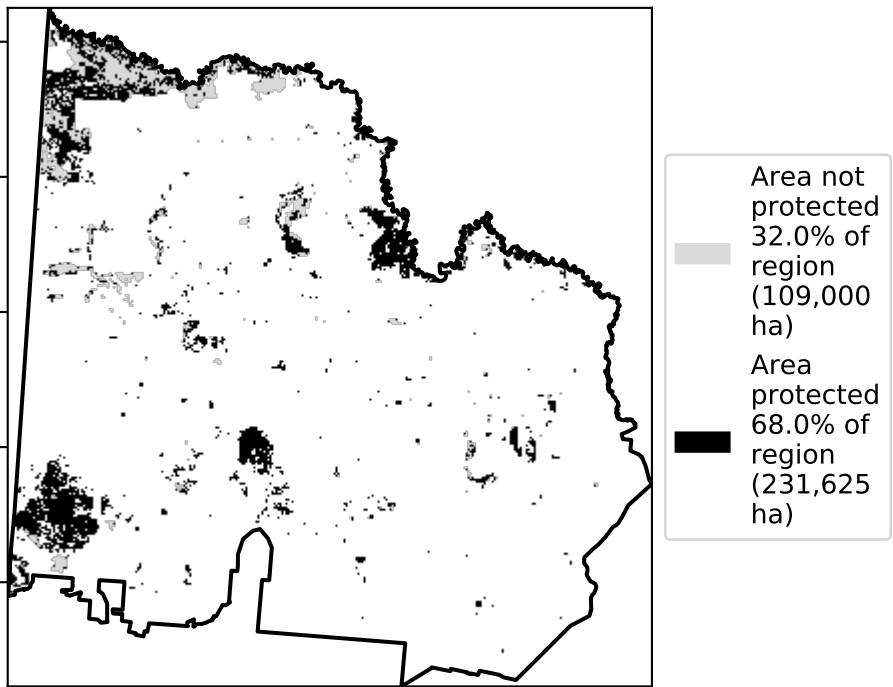 Area not
protected
32.0% of
region
(109,000
ha)
Area
protected
68.0% of
region
(231,625
ha)